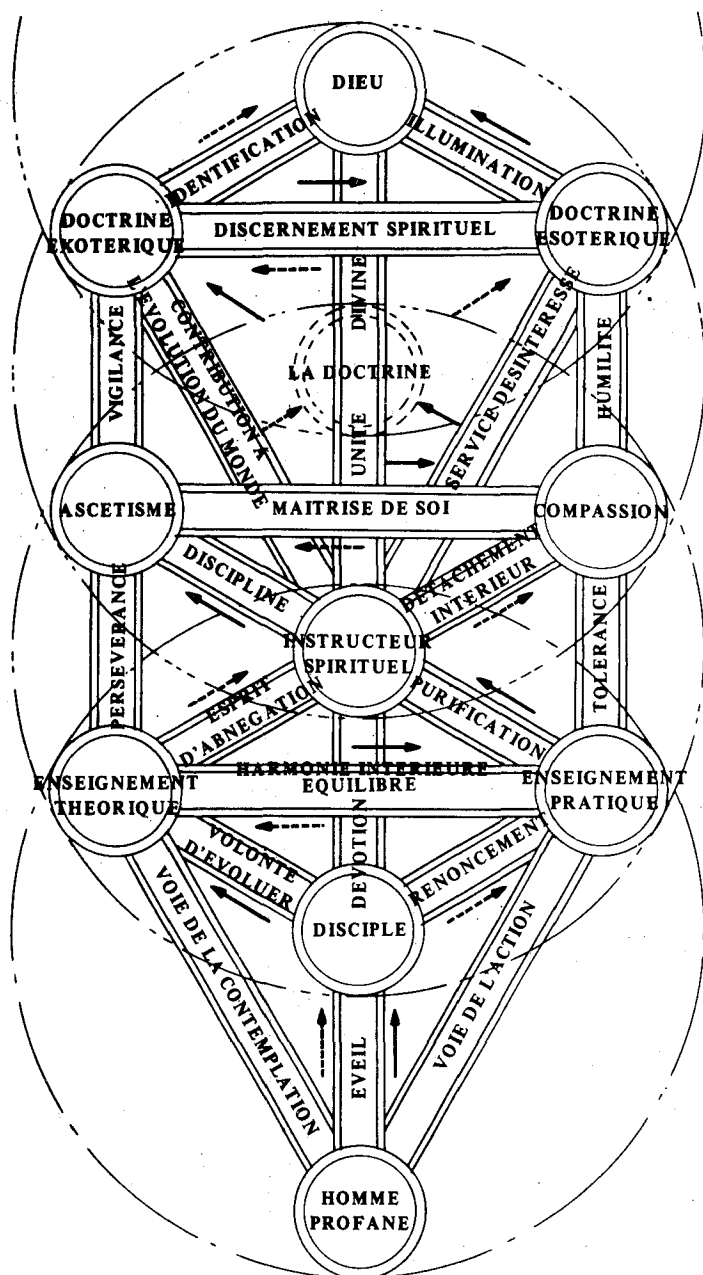 DIEU
IDENTIFICATION
ILLUMINATION
DOCTRINE
EXOTERIQUE
DISCERNEMENT SPIRITUEL
DOCTRINE
ESOTERIQUE
UNITE DIVINE
VIGILANCE
CONTRIBUTION A
L'EVOLUTION DU MONDE
LA DOCTRINE
SERVICE DESINTERESSE
HUMILITE
ASCETISME
MAITRISE DE SOI
COMPASSION
DISCIPLINE
DETACHEMENT
INTERIEUR
PERSEVERANCE
INSTRUCTEUR
SPIRITUEL
TOLERANCE
ESPRIT
D'ABNEGATION
PURIFICATION
ENSEIGNEMENT
THEORIQUE
HARMONIE INTERIEURE
EQUILIBRE
ENSEIGNEMENT
PRATIQUE
VOLONTE
D'EVOLUER
DEVOTION
RENONCEMENT
DISCIPLE
VOIE DE LA CONTEMPLATION
EVEIL
VOIE DE L'ACTION
HOMME
PROFANE